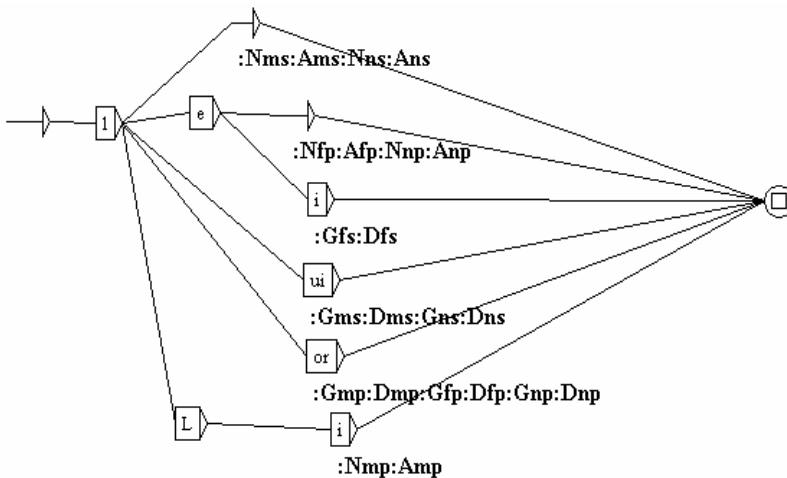 :Nms:Ams:Nns:Ans
l
e
:Nfp:Afp:Nnp:Anp
i
:Gfs:Dfs
ui
:Gms:Dms:Gns:Dns
or
:Gmp:Dmp:Gfp:Dfp:Gnp:Dnp
L
i
:Nmp:Amp